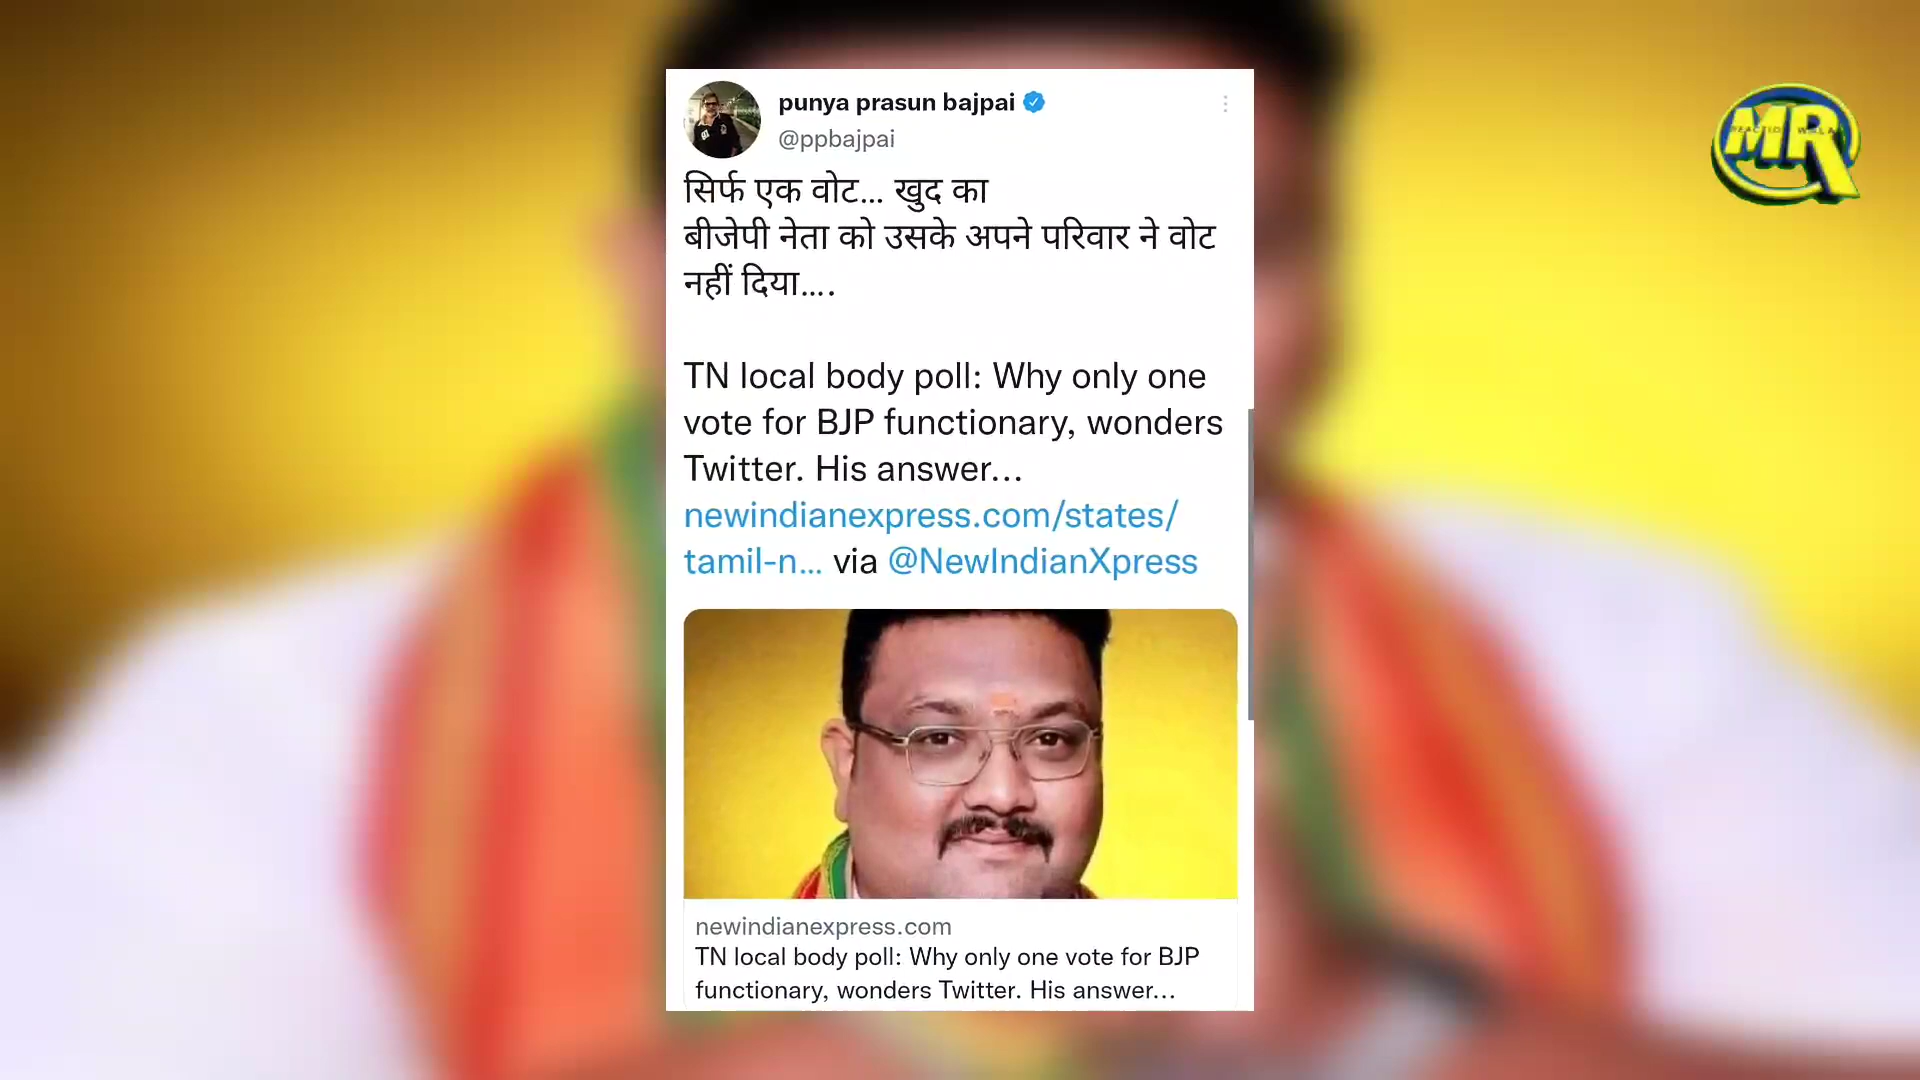 punya prasun bajpai
@ppbajpai
सिर्फ एक वोट... खुद का
बीजेपी नेता को उसके अपने परिवार ने वोट
नहीं दिया....
TN local body poll: Why only one
vote for BJP functionary, wonders
Twitter. His answer...
newindianexpress.com/states/
tamil-n... via @NewIndianXpress
newindianexpress.com
TN local body poll: Why only one vote for BJP
functionary, wonders Twitter. His answer...
MR
REACTION WALA